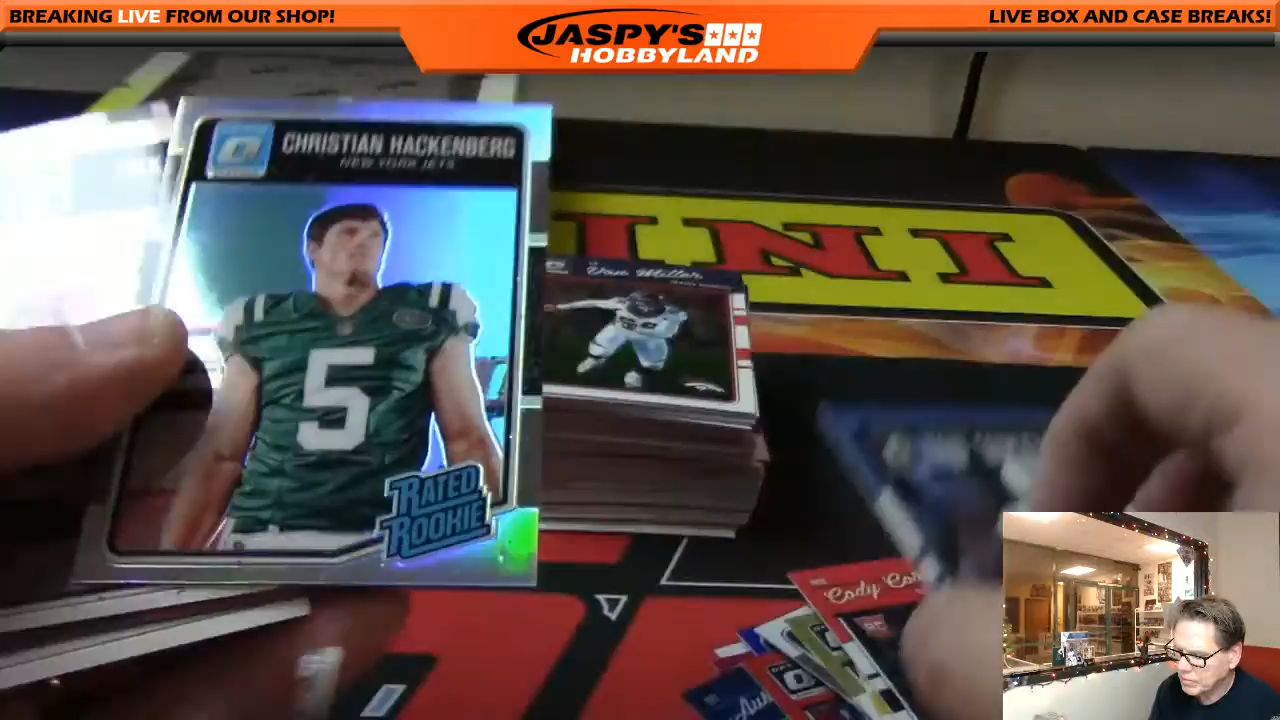 BREAKING LIVE FROM OUR SHOP!
JASPY'S
HOBBYLAND
LIVE BOX AND CASE BREAKS!
CHRISTIAN HACKENBERG
NEW YORK JETS
5
RATED
ROOKIE
INI
Von Miller
Cody